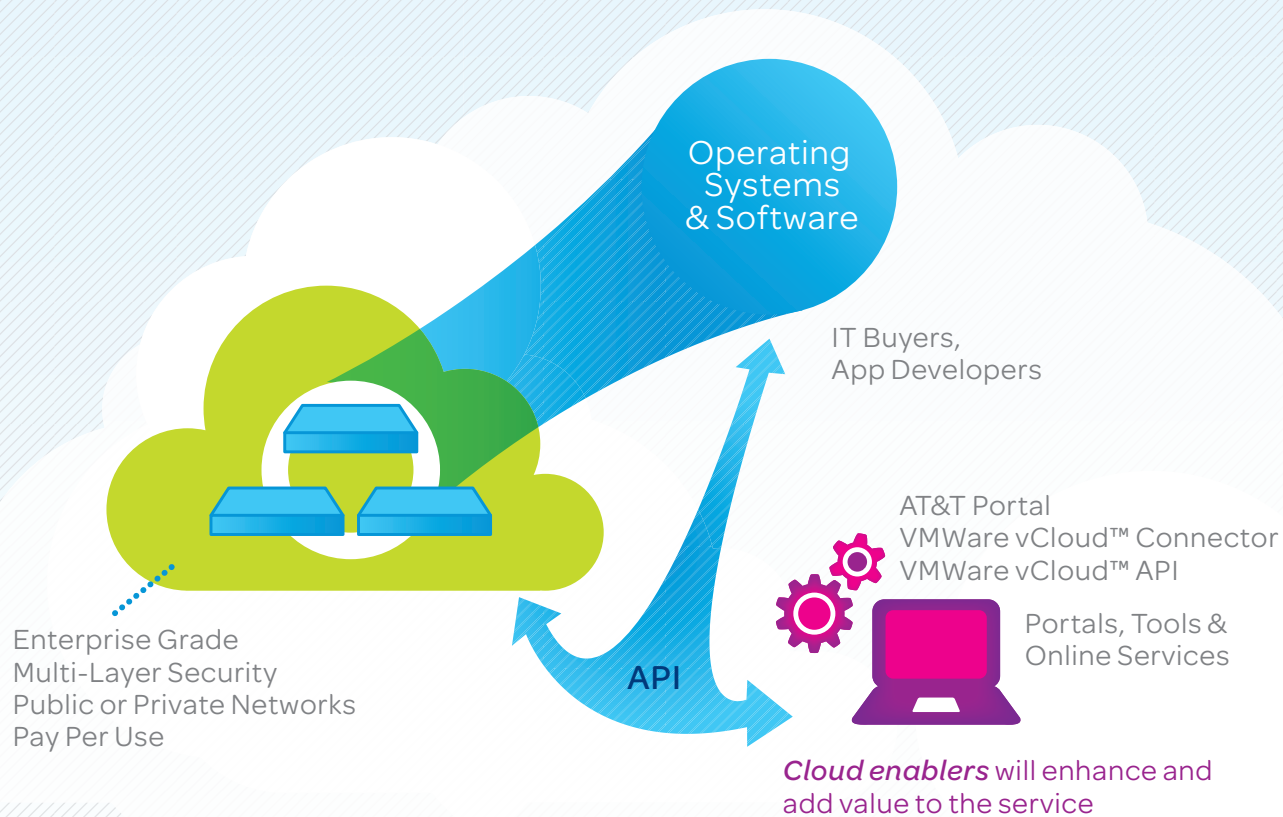 Operating
Systems
& Software
IT Buyers,
App Developers
AT&T Portal
VMWare vCloud™ Connector
VMWare vCloud™ API
Portals, Tools &
Online Services
API
Enterprise Grade
Multi-Layer Security
Public or Private Networks
Pay Per Use
Cloud enablers will enhance and
add value to the service